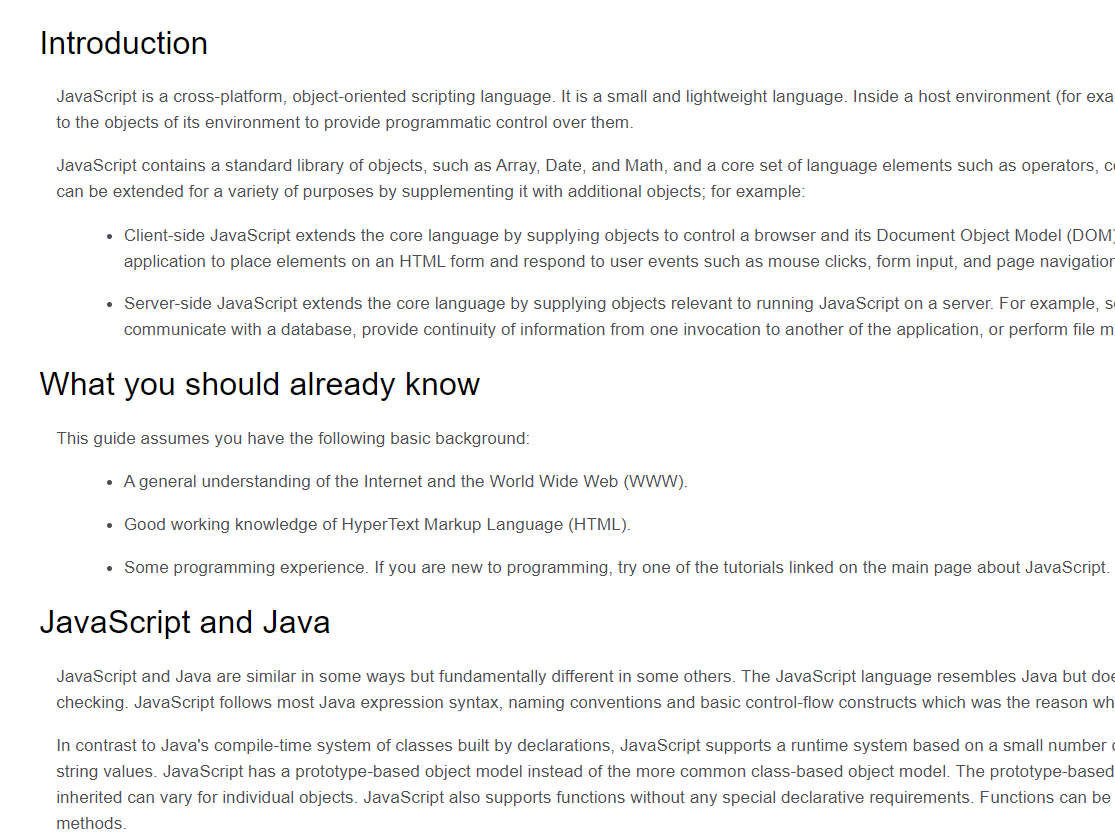 Introduction
JavaScript is a cross-platform, object-oriented scripting language. It is a small and lightweight language. Inside a host environment (for exa
to the objects of its environment to provide programmatic control over them.
JavaScript contains a standard library of objects, such as Array, Date, and Math, and a core set of language elements such as operators, c
can be extended for a variety of purposes by supplementing it with additional objects; for example:
• Client-side JavaScript extends the core language by supplying objects to control a browser and its Document Object Model (DOM)
application to place elements on an HTML form and respond to user events such as mouse clicks, form input, and page navigation
• Server-side JavaScript extends the core language by supplying objects relevant to running JavaScript on a server. For example, s
communicate with a database, provide continuity of information from one invocation to another of the application, or perform file m
What you should already know
This guide assumes you have the following basic background:
• A general understanding of the Internet and the World Wide Web (WWW).
• Good working knowledge of HyperText Markup Language (HTML).
• Some programming experience. If you are new to programming, try one of the tutorials linked on the main page about JavaScript.
JavaScript and Java
JavaScript and Java are similar in some ways but fundamentally different in some others. The JavaScript language resembles Java but doe
checking. JavaScript follows most Java expression syntax, naming conventions and basic control-flow constructs which was the reason wh
In contrast to Java's compile-time system of classes built by declarations, JavaScript supports a runtime system based on a small number
string values. JavaScript has a prototype-based object model instead of the more common class-based object model. The prototype-based
inherited can vary for individual objects. JavaScript also supports functions without any special declarative requirements. Functions can be
methods.